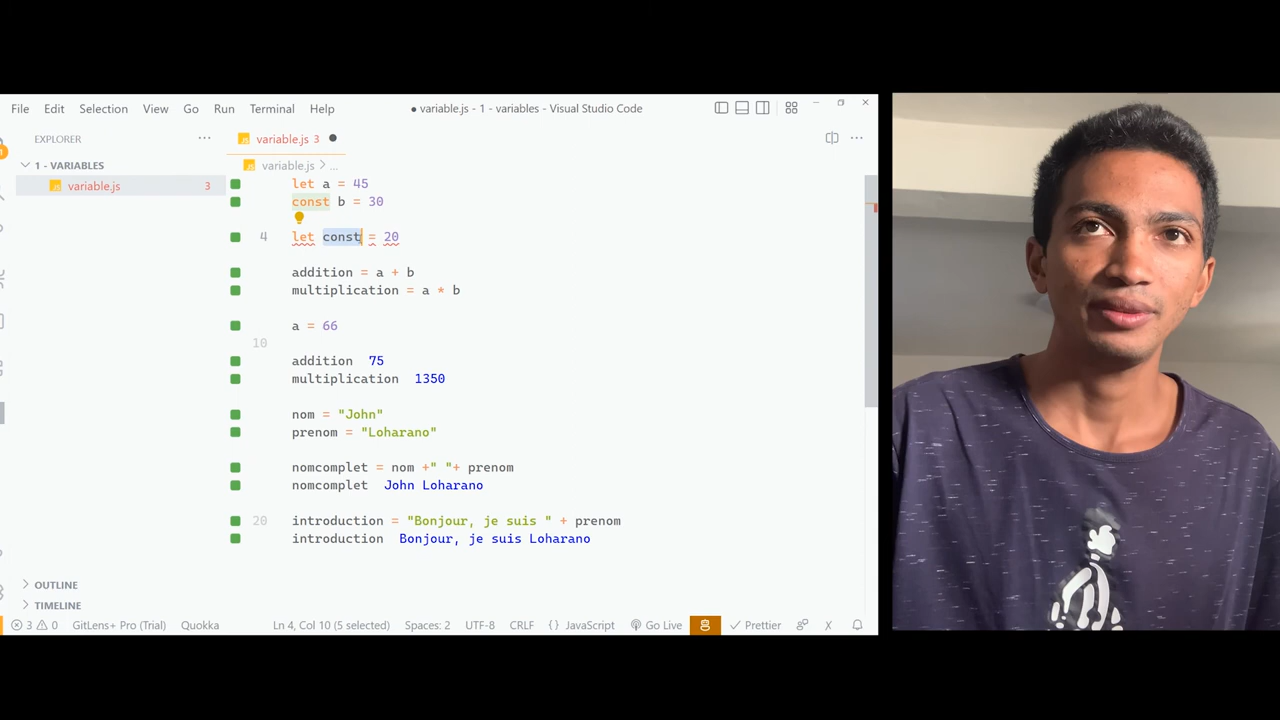 File Edit Selection View Go Run Terminal Help
● variable.js - 1 - variables - Visual Studio Code
EXPLORER
variable.js 3
1 - VARIABLES
variable.js > ...
variable.js 3
let a = 45
const b = 30
4 let const = 20
addition = a + b
multiplication = a * b
a = 66
10
addition 75
multiplication 1350
nom = "John"
prenom = "Loharano"
nomcomplet = nom +" "+ prenom
nomcomplet John Loharano
20 introduction = "Bonjour, je suis " + prenom
introduction Bonjour, je suis Loharano
OUTLINE
TIMELINE
3 0 GitLens+ Pro (Trial) Quokka Ln 4, Col 10 (5 selected) Spaces: 2 UTF-8 CRLF {} JavaScript Go Live Prettier